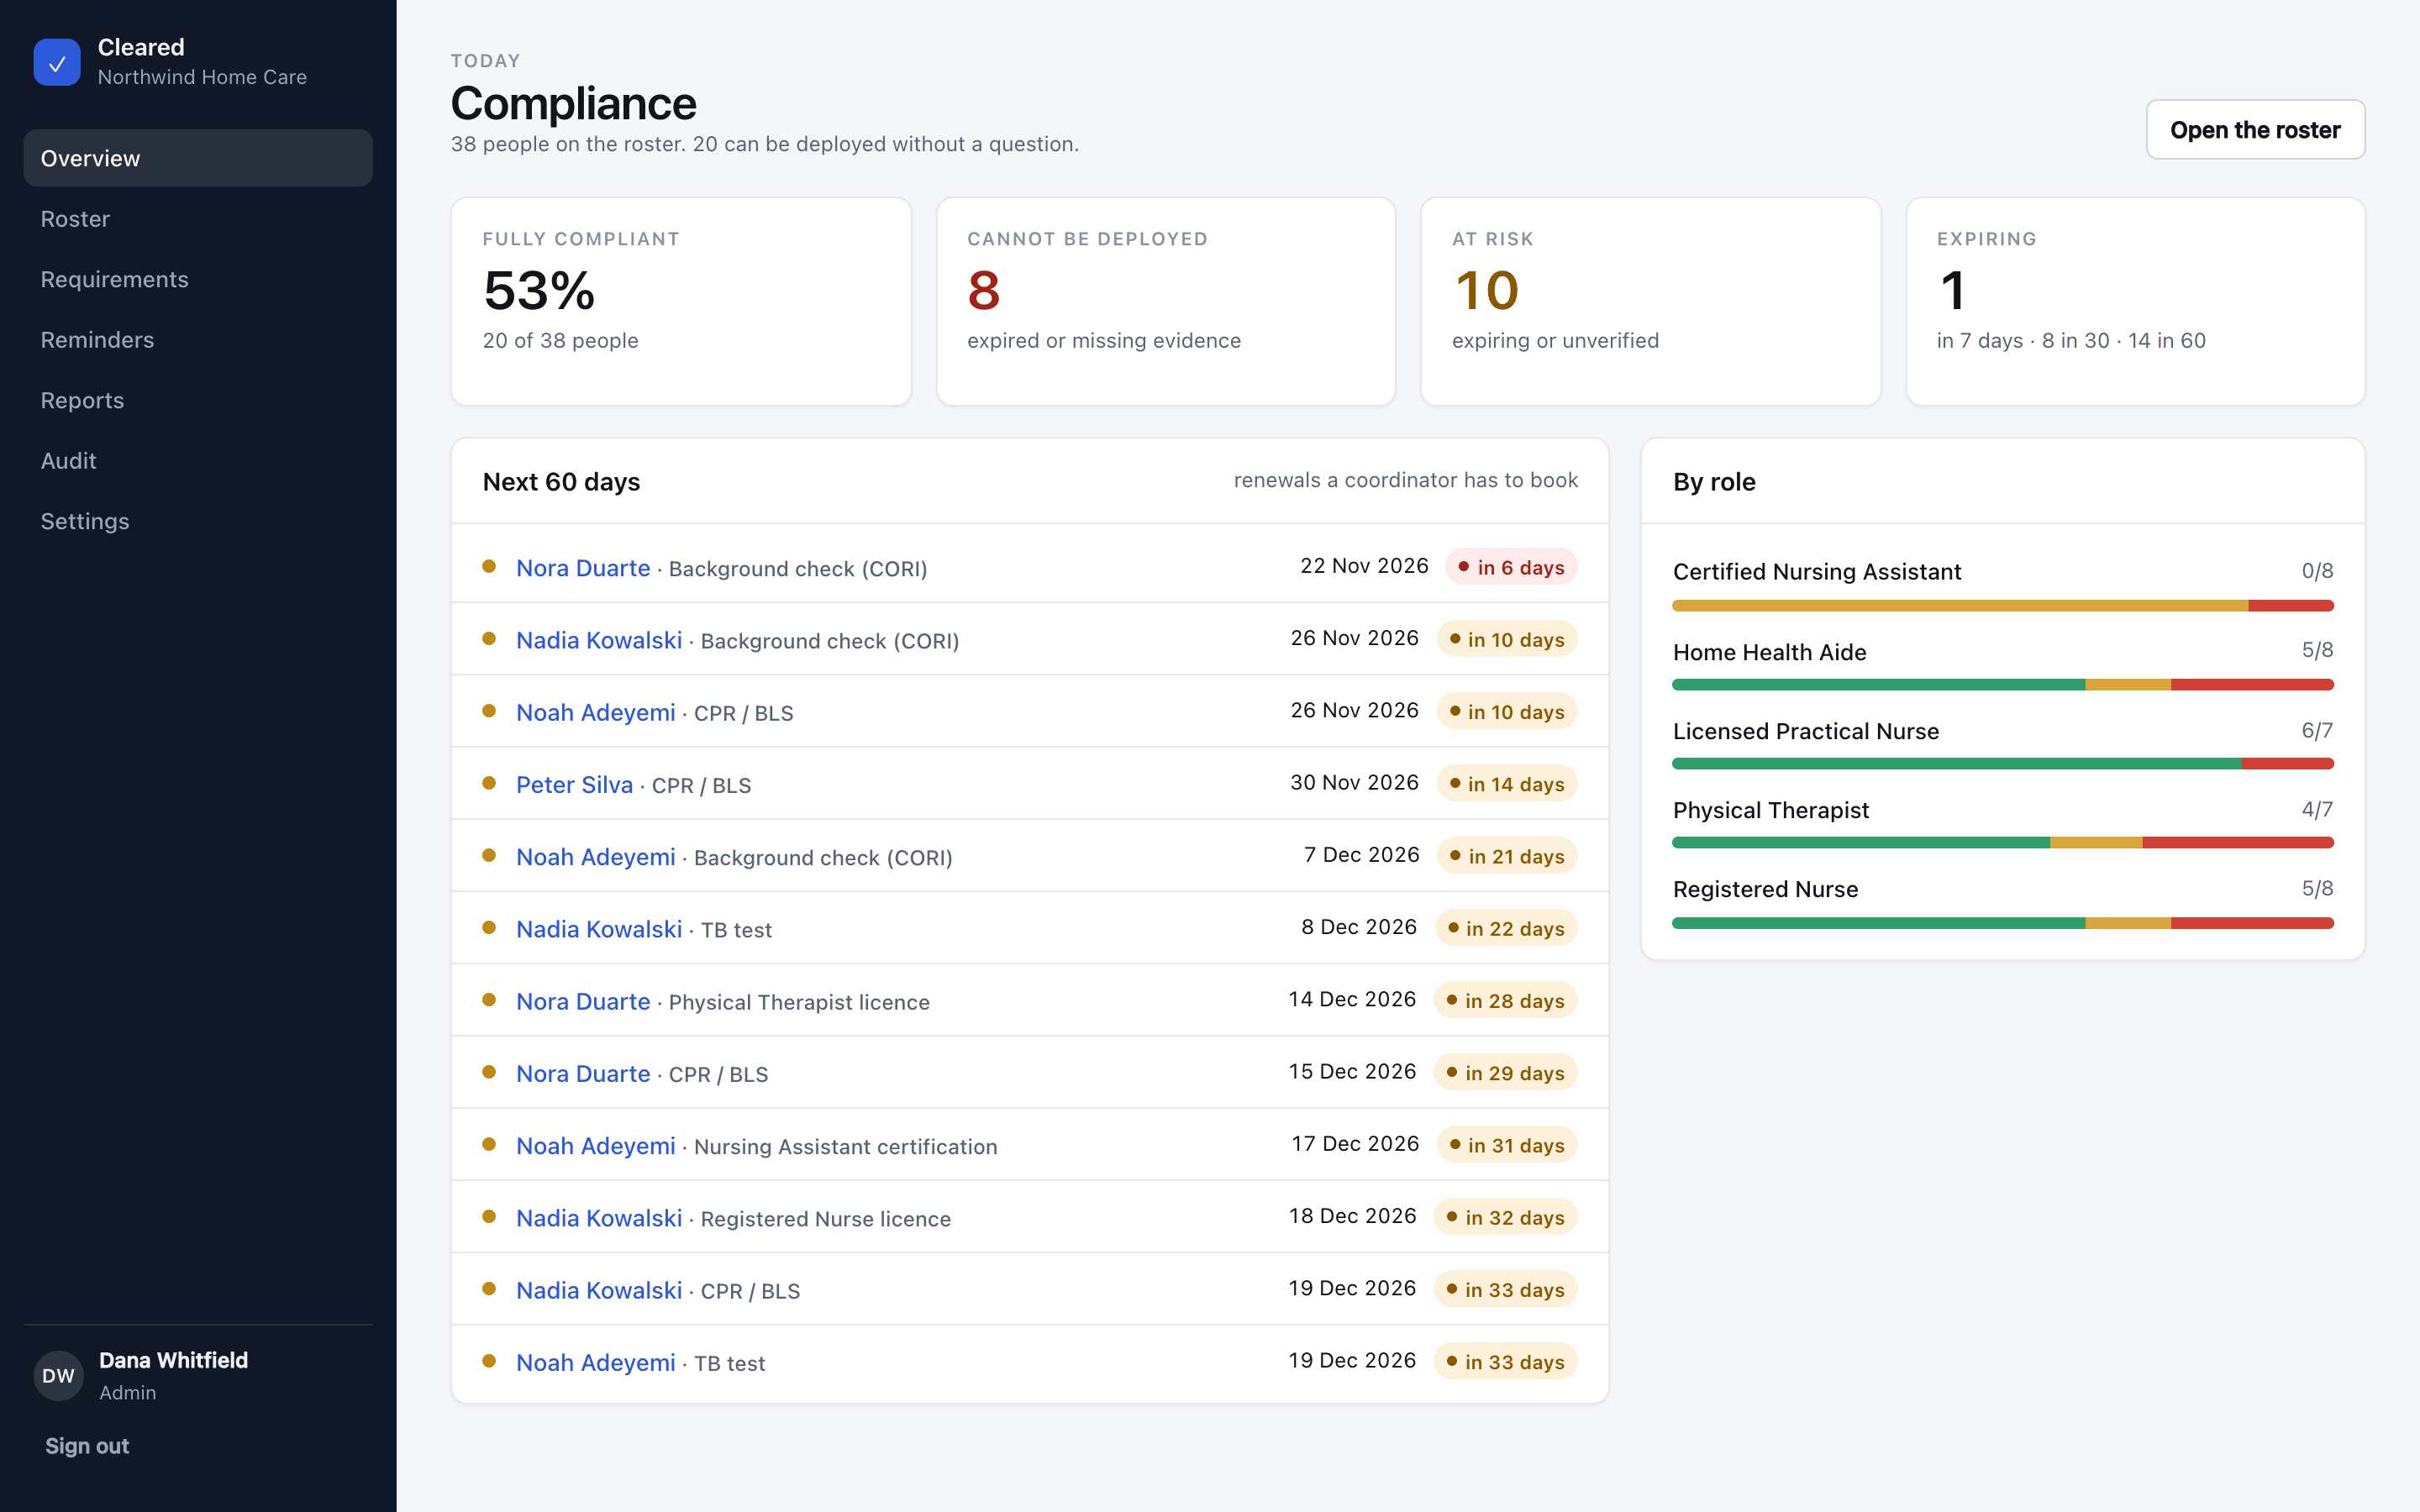 Cleared
Northwind Home Care
Overview
Roster
Requirements
Reminders
Reports
Audit
Settings
DW
Dana Whitfield
Admin
Sign out
TODAY
Compliance
38 people on the roster. 20 can be deployed without a question.
Open the roster
FULLY COMPLIANT
53%
20 of 38 people
CANNOT BE DEPLOYED
8
expired or missing evidence
AT RISK
10
expiring or unverified
EXPIRING
1
in 7 days · 8 in 30 · 14 in 60
Next 60 days renewals a coordinator has to book
Nora Duarte · Background check (CORI) 22 Nov 2026 in 6 days
Nadia Kowalski · Background check (CORI) 26 Nov 2026 in 10 days
Noah Adeyemi · CPR / BLS 26 Nov 2026 in 10 days
Peter Silva · CPR / BLS 30 Nov 2026 in 14 days
Noah Adeyemi · Background check (CORI) 7 Dec 2026 in 21 days
Nadia Kowalski · TB test 8 Dec 2026 in 22 days
Nora Duarte · Physical Therapist licence 14 Dec 2026 in 28 days
Nora Duarte · CPR / BLS 15 Dec 2026 in 29 days
Noah Adeyemi · Nursing Assistant certification 17 Dec 2026 in 31 days
Nadia Kowalski · Registered Nurse licence 18 Dec 2026 in 32 days
Nadia Kowalski · CPR / BLS 19 Dec 2026 in 33 days
Noah Adeyemi · TB test 19 Dec 2026 in 33 days
By role
Certified Nursing Assistant 0/8
Home Health Aide 5/8
Licensed Practical Nurse 6/7
Physical Therapist 4/7
Registered Nurse 5/8